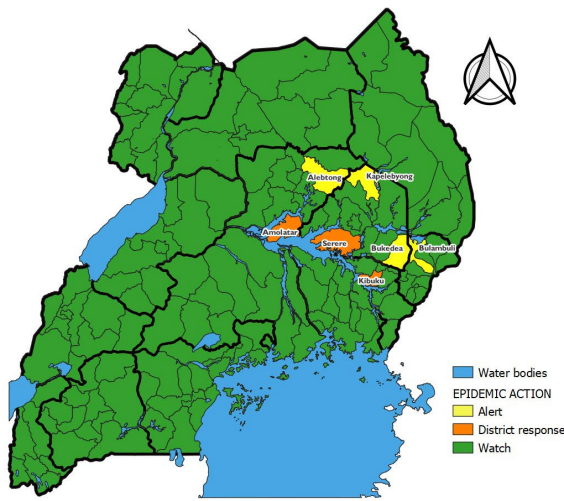 Alebtong
Kapelebyong
Amolatar
Serere
Bukedea
Bulambuli
Kibuku
Water bodies
EPIDEMIC ACTION
Alert
District response
Watch